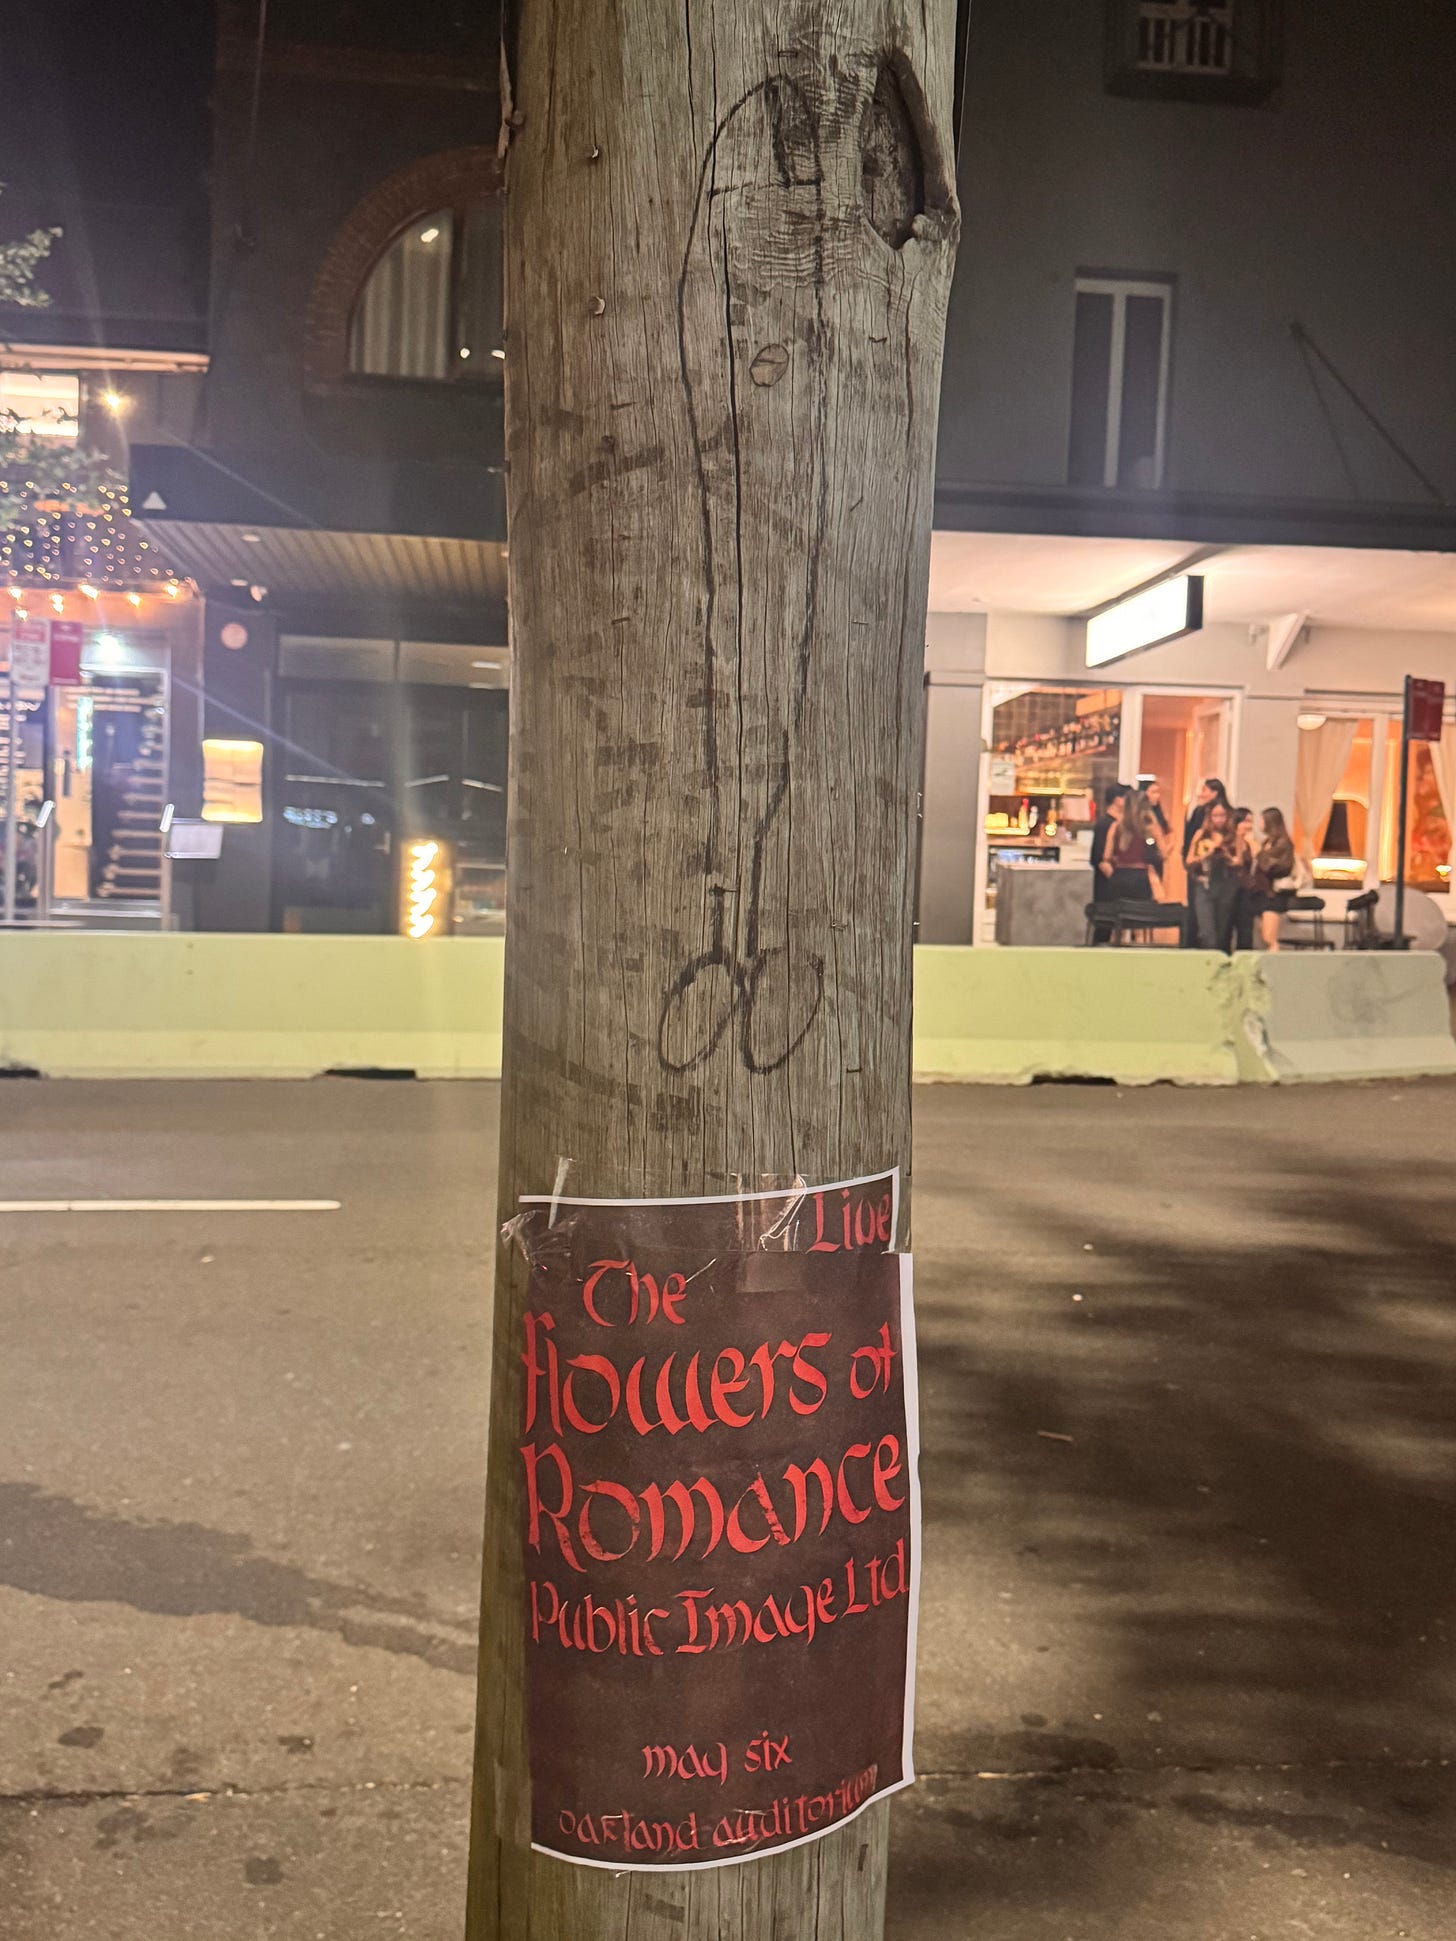 Live
The
flowers of
Romance
Public Image Ltd.
may six
oakland auditorium